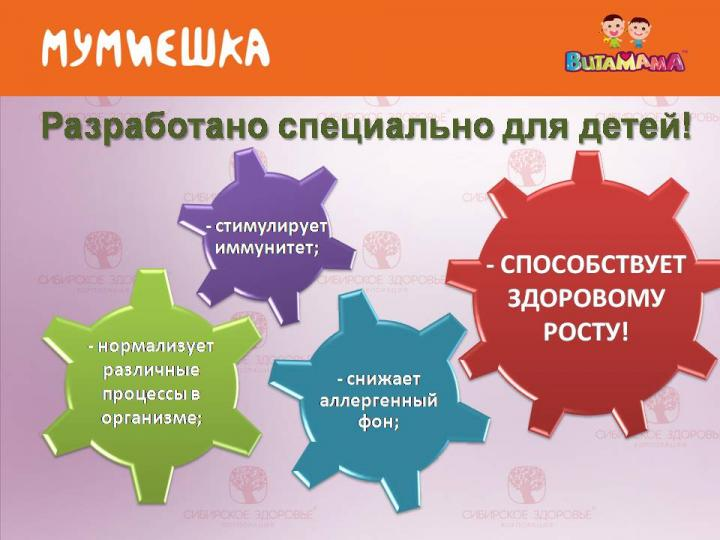 МУМИЕШКА
ВИТАМАМА
Разработано специально для детей!
- стимулирует
иммунитет;
- СПОСОБСТВУЕТ
ЗДОРОВОМУ
РОСТУ!
- нормализует
различные
процессы в
организме;
- снижает
аллергенный
фон;
СИБИРСКОЕ ЗДОРОВЬЕ
КОРПОРАЦИЯ